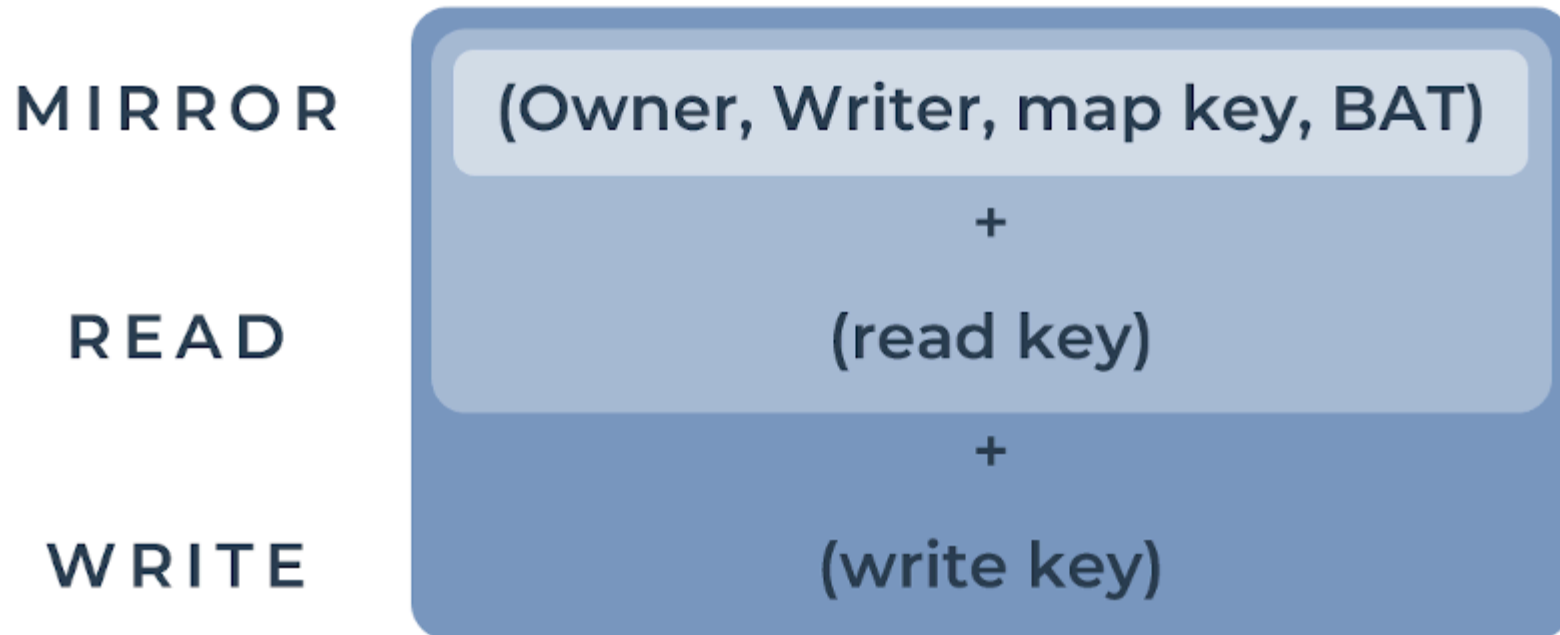 MIRROR (Owner, Writer, map key, BAT)
+
READ (read key)
+
WRITE (write key)